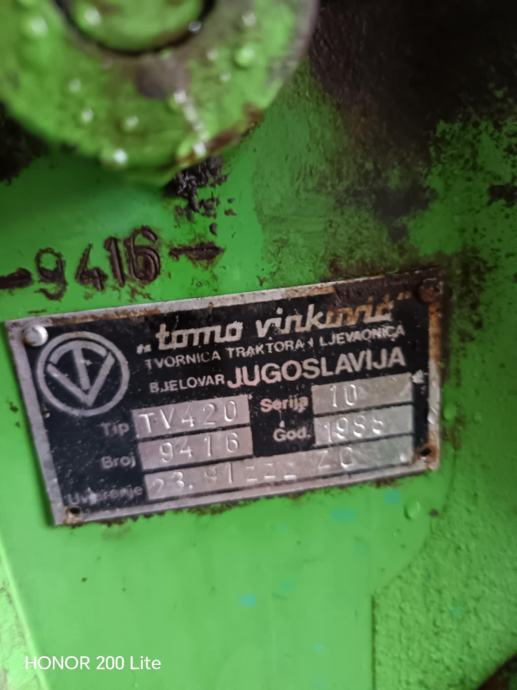 -9416-
„tomo vinković"
TVORNICA TRAKTORA I LJEVAONICA
BJELOVAR JUGOSLAVIJA
Tip TV420 Serija 10
Broj 9416 God. 1988
Uvjerenje
HONOR 200 Lite